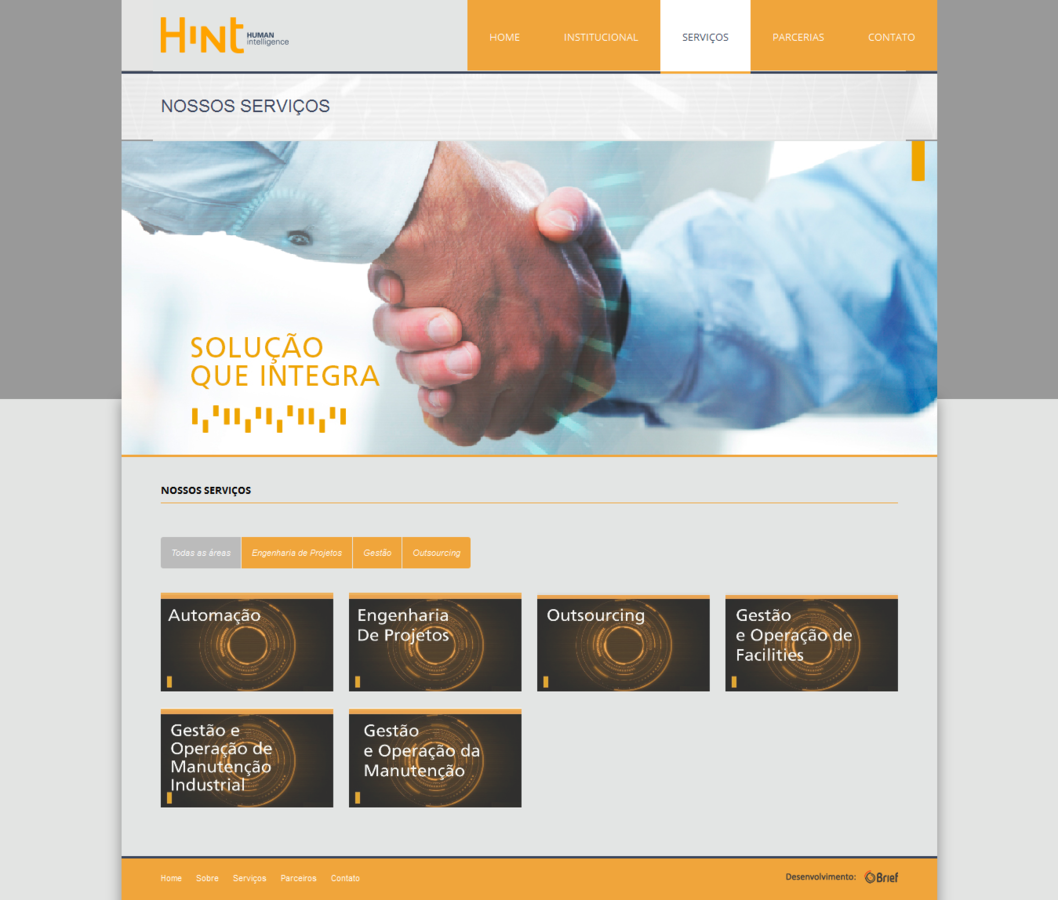 Hint HUMAN
intelligence
HOME INSTITUCIONAL SERVIÇOS PARCERIAS CONTATO
NOSSOS SERVIÇOS
SOLUÇÃO
QUE INTEGRA
NOSSOS SERVIÇOS
Todas as áreas Engenharia de Projetos Gestão Outsourcing
Automação
Engenharia
De Projetos
Outsourcing
Gestão
e Operação de
Facilities
Gestão e
Operação de
Manutenção
Industrial
Gestão
e Operação da
Manutenção
Home Sobre Serviços Parceiros Contato
Desenvolvimento: Brief